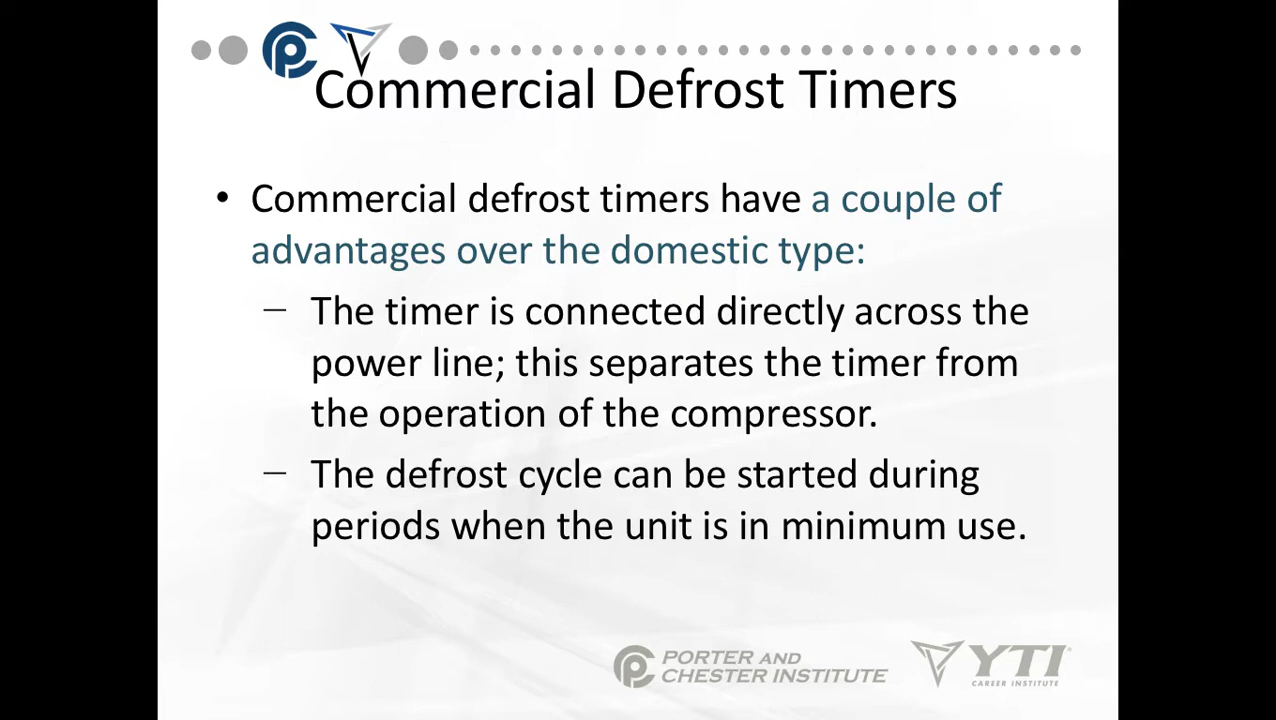 Commercial Defrost Timers
• Commercial defrost timers have a couple of
advantages over the domestic type:
– The timer is connected directly across the
power line; this separates the timer from
the operation of the compressor.
– The defrost cycle can be started during
periods when the unit is in minimum use.
PORTER AND
CHESTER INSTITUTE
YTI
CAREER INSTITUTE